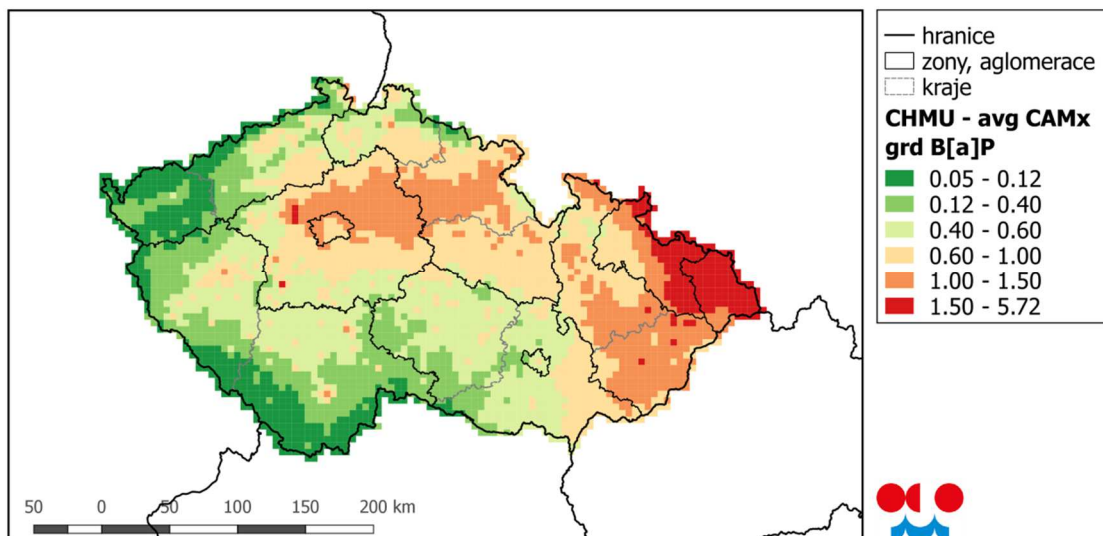 hranice
zony, aglomerace
kraje
CHMU - avg CAMx
grd B[a]P
0.05 - 0.12
0.12 - 0.40
0.40 - 0.60
0.60 - 1.00
1.00 - 1.50
1.50 - 5.72
50 0 50 100 150 200 km